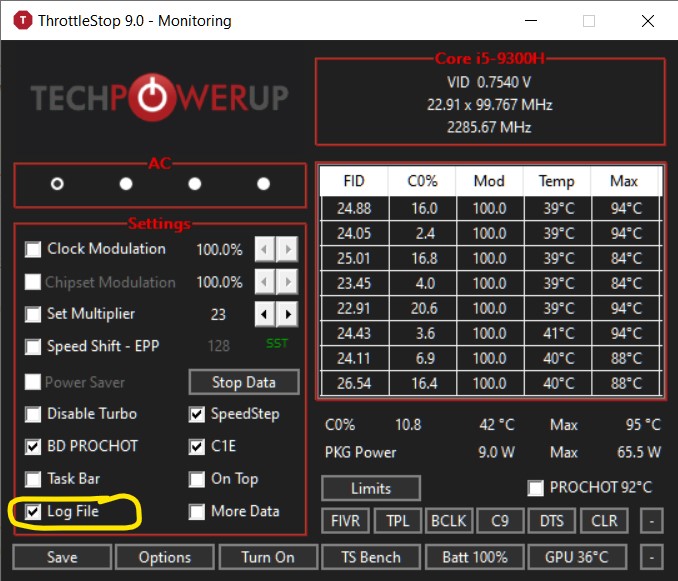 ThrottleStop 9.0 - Monitoring
TECHPOWERUP
Core i5-9300H
VID 0.7540 V
22.91 x 99.767 MHz
2285.67 MHz
AC
FID C0% Mod Temp Max
24.88 16.0 100.0 39°C 94°C
24.05 2.4 100.0 39°C 94°C
25.01 16.8 100.0 39°C 84°C
23.45 4.0 100.0 39°C 84°C
22.91 20.6 100.0 39°C 94°C
24.43 3.6 100.0 41°C 94°C
24.11 6.9 100.0 40°C 88°C
26.54 16.4 100.0 40°C 88°C
Settings
Clock Modulation 100.0%
Chipset Modulation 100.0%
Set Multiplier 23
Speed Shift - EPP 128 SST
Power Saver Stop Data
Disable Turbo SpeedStep
BD PROCHOT C1E
Task Bar On Top
Log File More Data
C0% 10.8 42 °C Max 95 °C
PKG Power 9.0 W Max 65.5 W
Limits PROCHOT 92°C
FIVR TPL BCLK C9 DTS CLR -
Save Options Turn On TS Bench Batt 100% GPU 36°C -